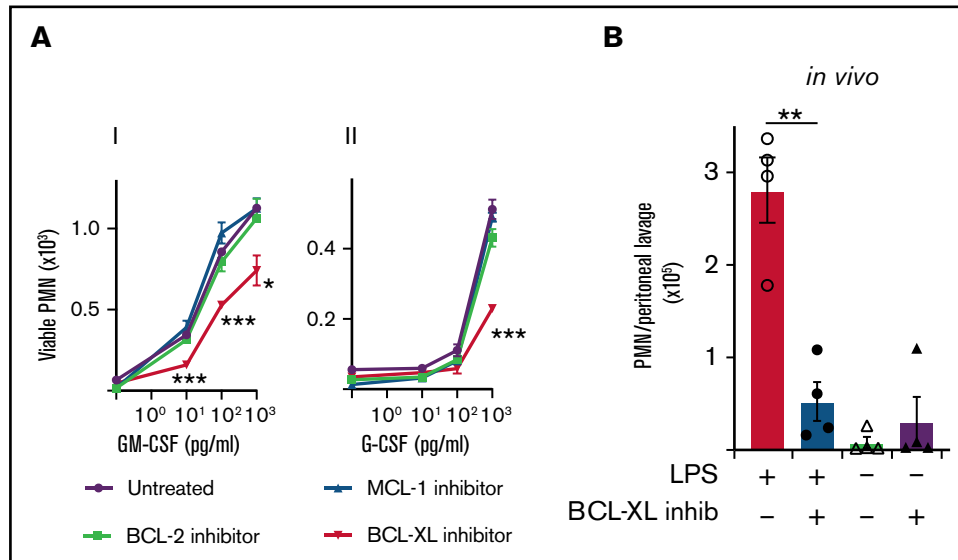 A
B
in vivo
I
II
**
Viable PMN (x10³)
1.0
0.5
*
***
***
10⁰ 10¹ 10² 10³
GM-CSF (pg/ml)
0.4
0.2
***
10⁰ 10¹ 10² 10³
G-CSF (pg/ml)
Untreated
MCL-1 inhibitor
BCL-2 inhibitor
BCL-XL inhibitor
PMN/peritoneal lavage
(x10⁵)
3
2
1
LPS + + − −
BCL-XL inhib − + − +